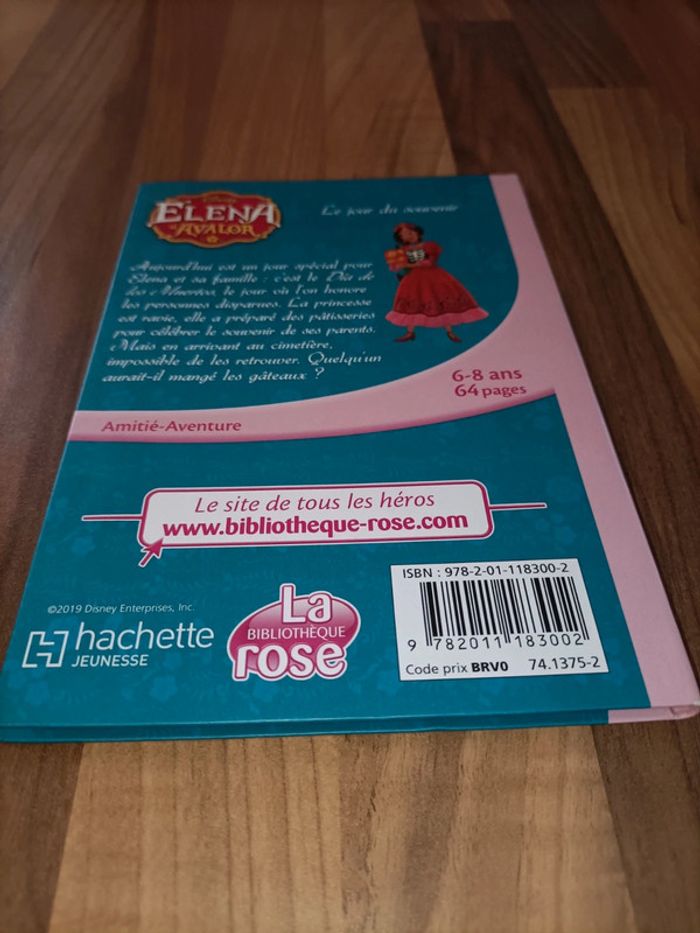 Disney
ELENA
D'AVALOR
Le jour du souvenir
Aujourd'hui est un jour spécial pour
Elena et sa famille : c'est le Día de
los Muertos, le jour où l'on honore
les personnes disparues. La princesse
est ravie, elle a préparé des pâtisseries
pour célébrer le souvenir de ses parents.
Mais en arrivant au cimetière,
impossible de les retrouver. Quelqu'un
aurait-il mangé les gâteaux ?
6-8 ans
64 pages
Amitié-Aventure
Le site de tous les héros
www.bibliotheque-rose.com
ISBN : 978-2-01-118300-2
9 782011 183002
Code prix BRV0 74.1375-2
©2019 Disney Enterprises, Inc.
hachette
JEUNESSE
La
BIBLIOTHÈQUE
rose